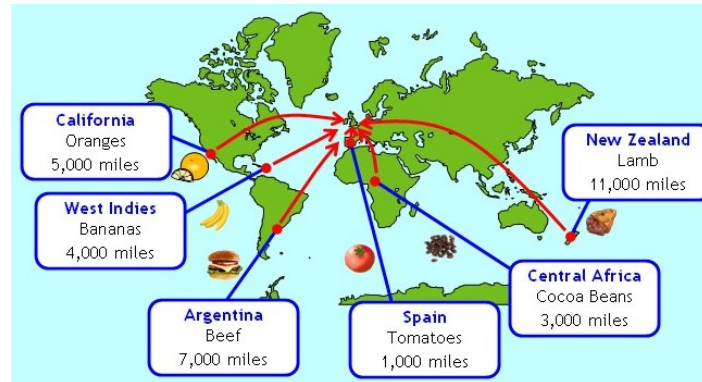 California
Oranges
5,000 miles
West Indies
Bananas
4,000 miles
Argentina
Beef
7,000 miles
Spain
Tomatoes
1,000 miles
Central Africa
Cocoa Beans
3,000 miles
New Zealand
Lamb
11,000 miles